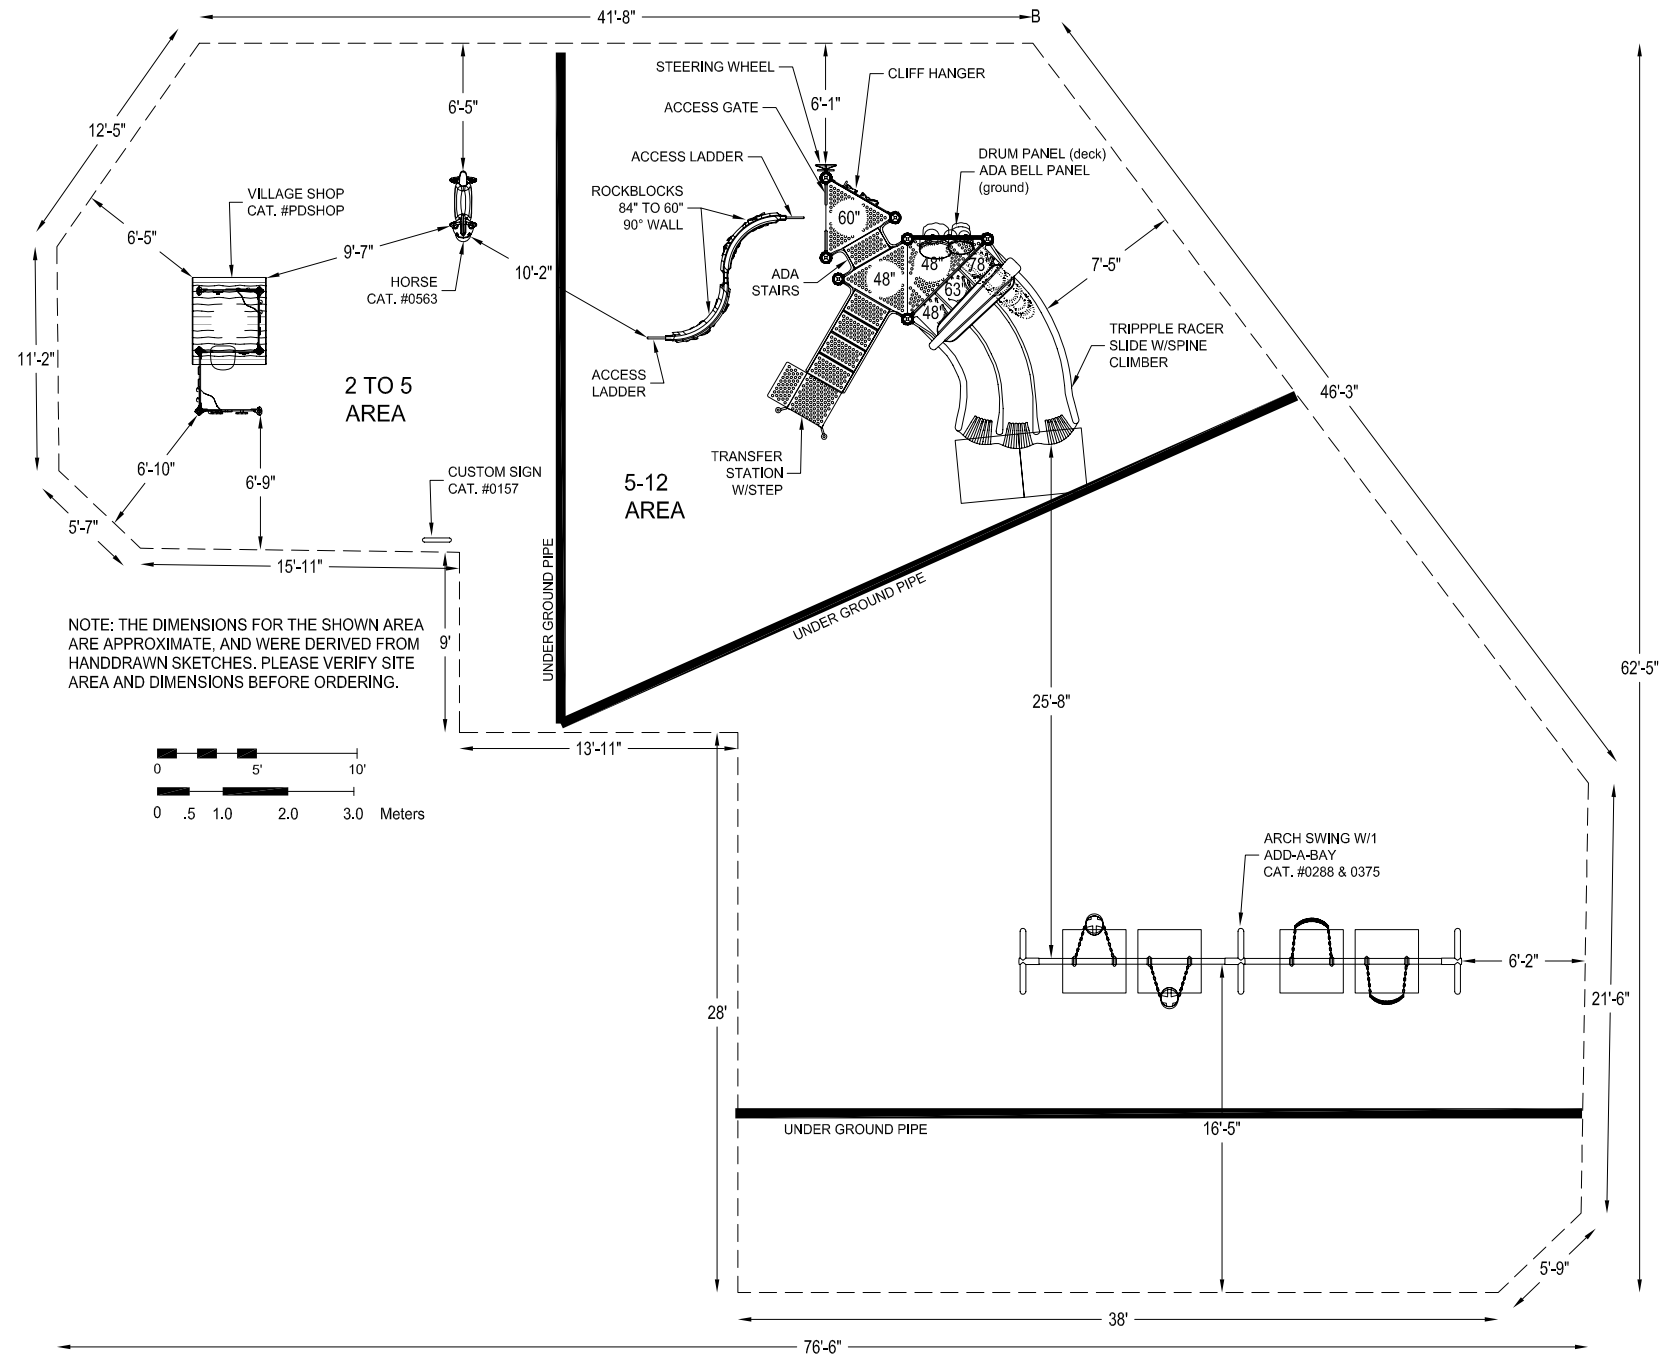 41'-8"
B
STEERING WHEEL
CLIFF HANGER
6'-5"
6'-1"
ACCESS GATE
12'-5"
ACCESS LADDER
DRUM PANEL (deck)
ADA BELL PANEL
(ground)
VILLAGE SHOP
CAT. #PDSHOP
ROCKBLOCKS
84" TO 60"
90° WALL
60"
6'-5"
9'-7"
10'-2"
7'-5"
HORSE
CAT. #0563
ADA
STAIRS
48"
48"
78"
63"
48"
TRIPPPLE RACER
SLIDE W/SPINE
CLIMBER
11'-2"
2 TO 5
AREA
ACCESS
LADDER
46'-3"
6'-10"
6'-9"
CUSTOM SIGN
CAT. #0157
TRANSFER
STATION
W/STEP
5-12
AREA
5'-7"
15'-11"
UNDER GROUND PIPE
UNDER GROUND PIPE
NOTE: THE DIMENSIONS FOR THE SHOWN AREA
ARE APPROXIMATE, AND WERE DERIVED FROM
HANDDRAWN SKETCHES. PLEASE VERIFY SITE
AREA AND DIMENSIONS BEFORE ORDERING.
9'
62'-5"
25'-8"
13'-11"
0 5' 10'
0 .5 1.0 2.0 3.0 Meters
ARCH SWING W/1
ADD-A-BAY
CAT. #0288 & 0375
6'-2"
21'-6"
28'
UNDER GROUND PIPE
16'-5"
5'-9"
38'
76'-6"